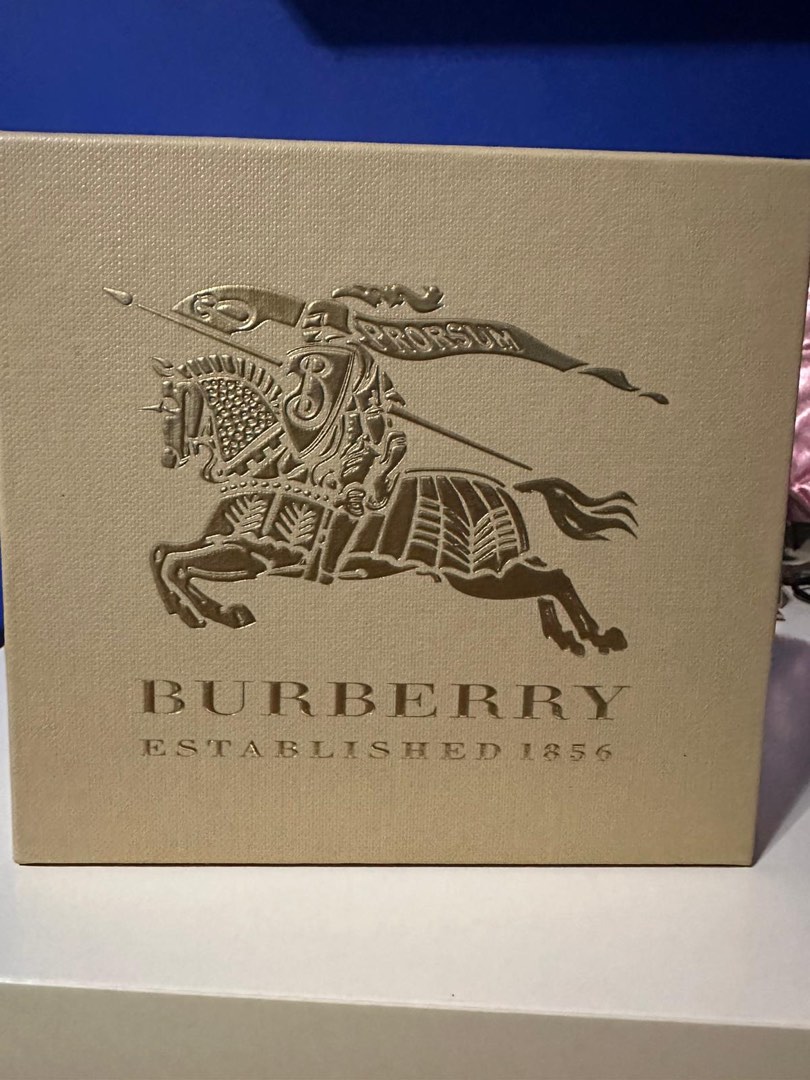 PRORSUM
B
BURBERRY
ESTABLISHED 1856